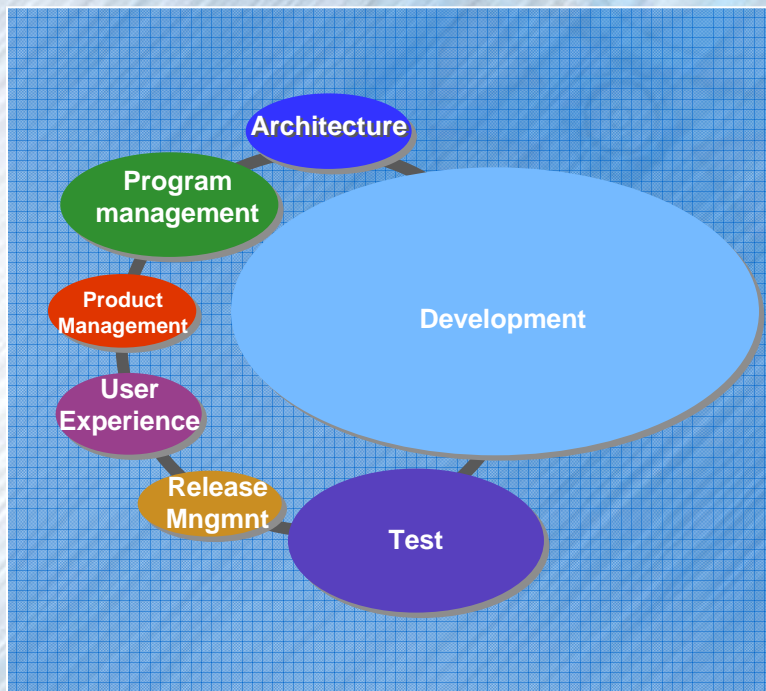 Architecture
Program
management
Product
Management
Development
User
Experience
Release
Mngmnt
Test